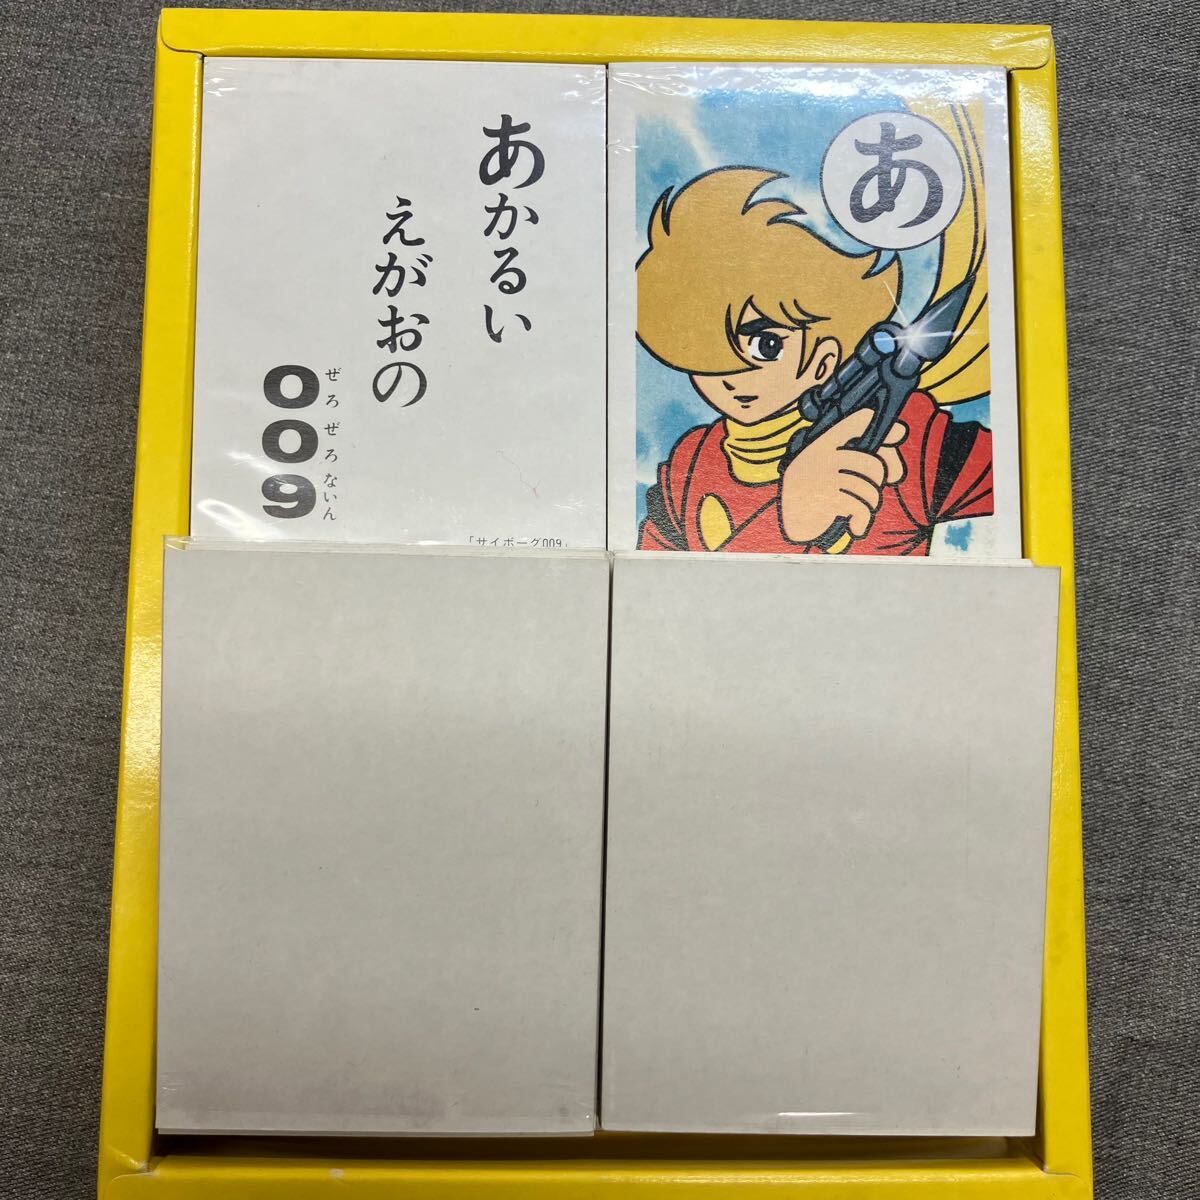 あかるい
えがおの
009
ぜろぜろないん
「サイボーグ009」
あ